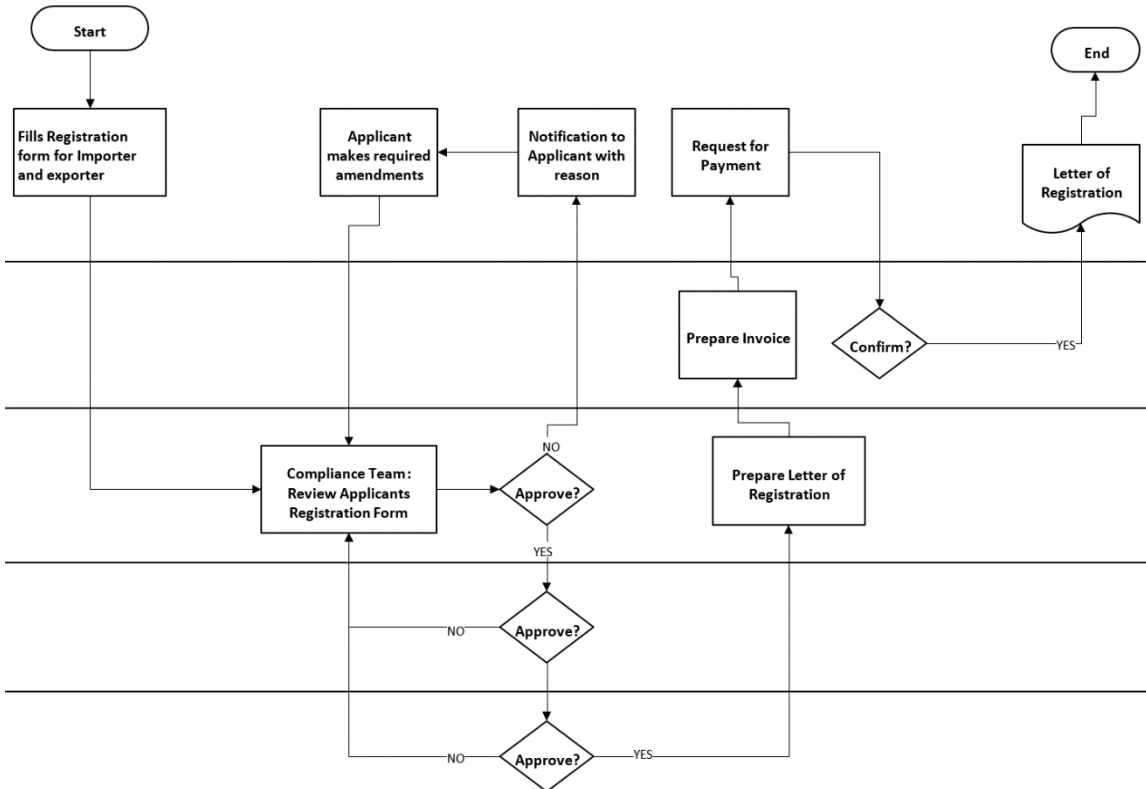 Start
End
Fills Registration
form for Importer
and exporter
Applicant
makes required
amendments
Notification to
Applicant with
reason
Request for
Payment
Letter of
Registration
Prepare Invoice
Confirm?
YES
NO
Compliance Team:
Review Applicants
Registration Form
Approve?
Prepare Letter of
Registration
YES
NO
Approve?
NO
Approve?
YES